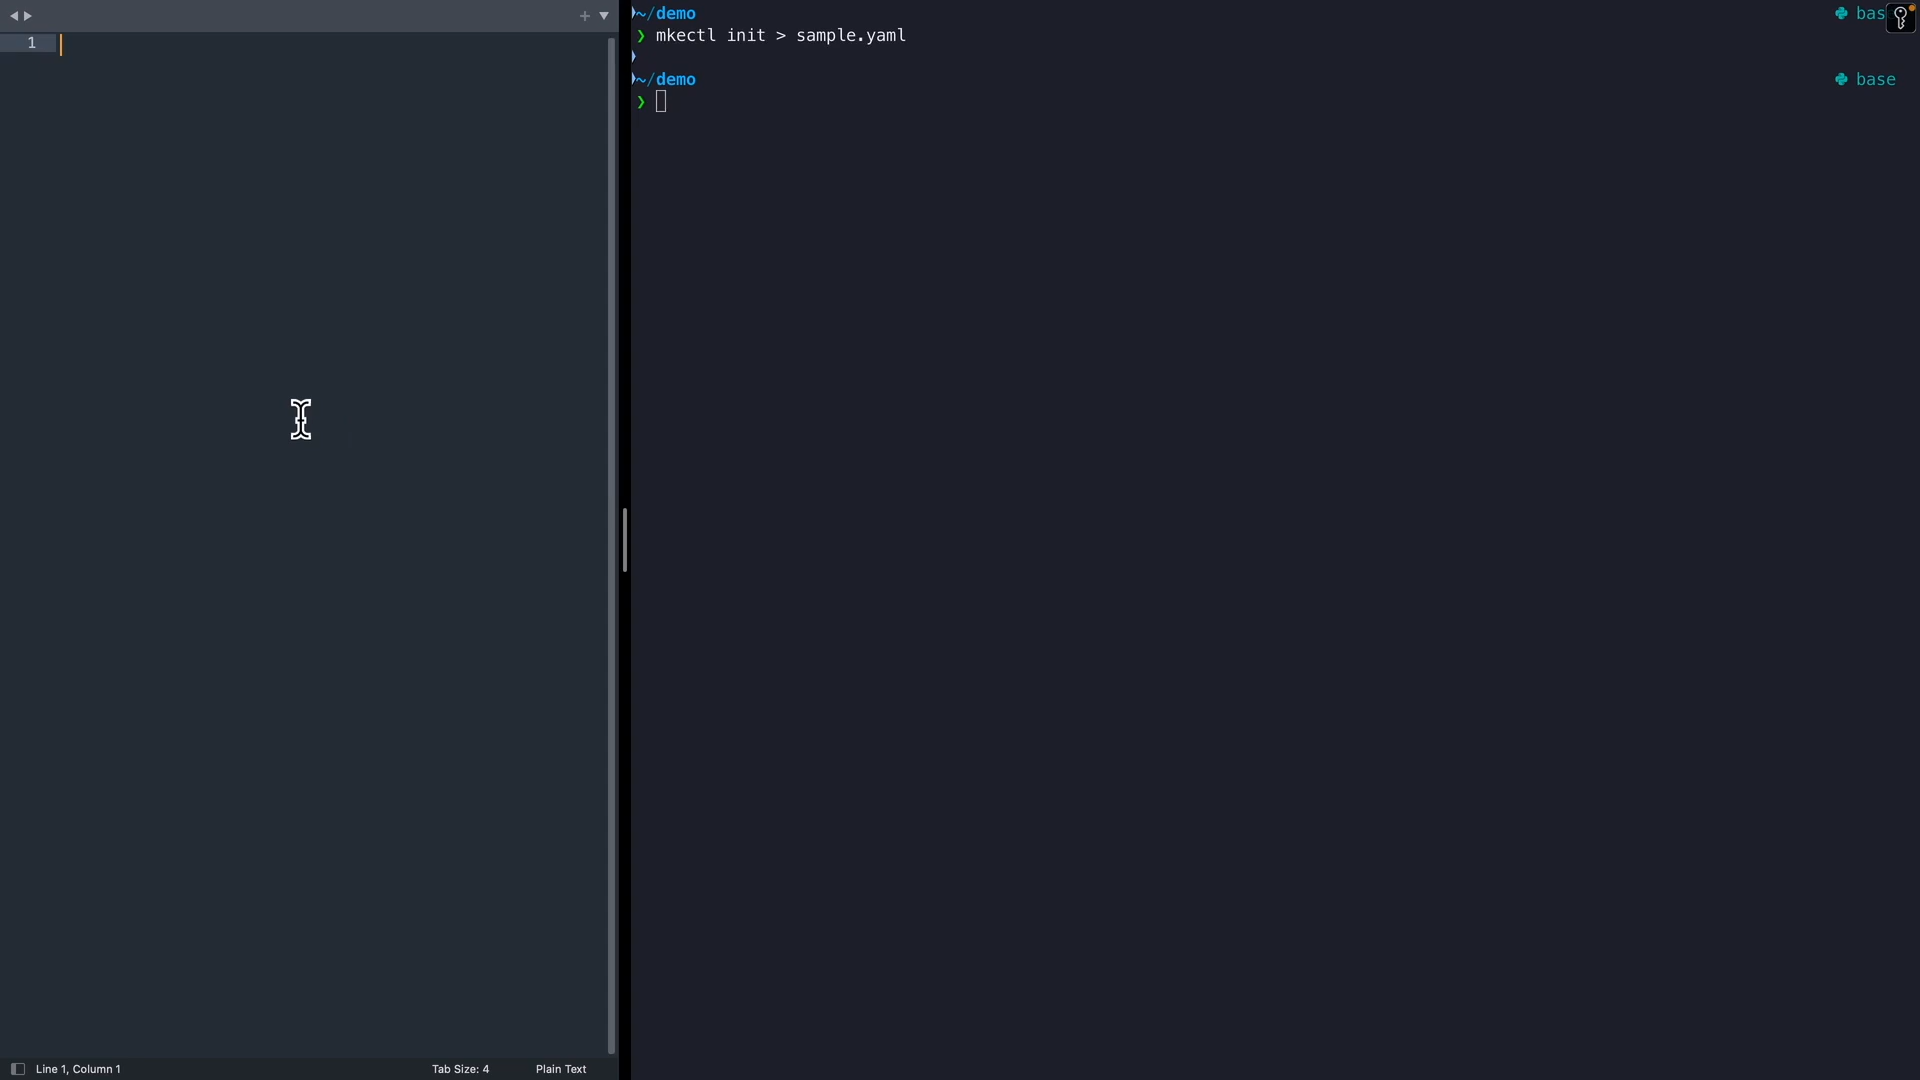 1
Line 1, Column 1
Tab Size: 4
Plain Text
~/demo
bas
❯ mkectl init > sample.yaml
~/demo
base
❯